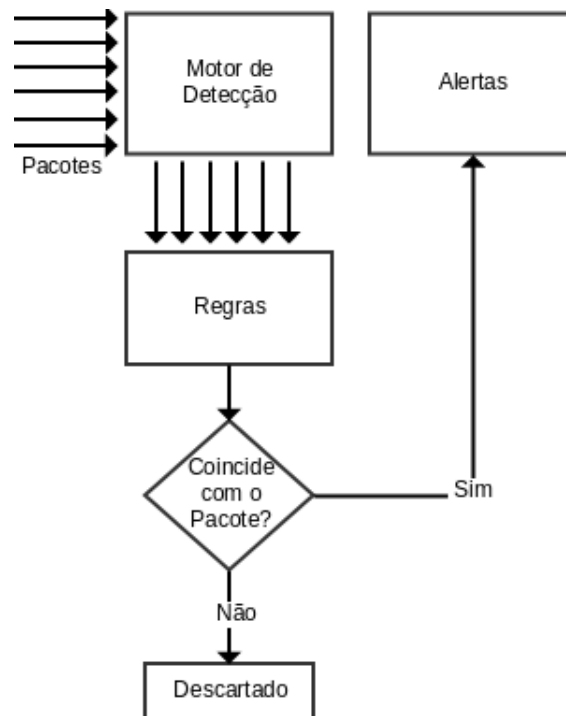 Motor de
Detecção
Alertas
Pacotes
Regras
Coincide
com o
Pacote?
Sim
Não
Descartado